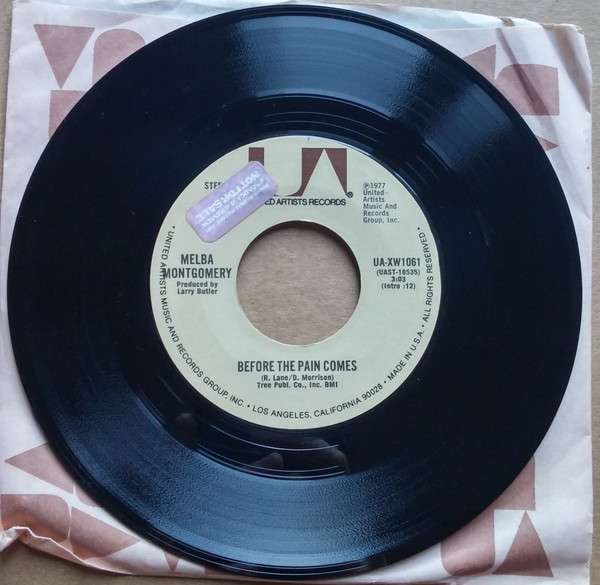 UA®
UNITED ARTISTS RECORDS
NOT FOR SALE
℗1977
United
Artists
Music And
Records
Group, Inc.
MELBA
MONTGOMERY
Produced by
Larry Butler
UA-XW1061
(UAST-18535)
3:03
(Intro :12)
BEFORE THE PAIN COMES
(R. Lane/D. Morrison)
Tree Publ. Co., Inc. BMI
• UNITED ARTISTS MUSIC AND RECORDS GROUP, INC. • LOS ANGELES, CALIFORNIA 90028 • MADE IN U.S.A. • ALL RIGHTS RESERVED.